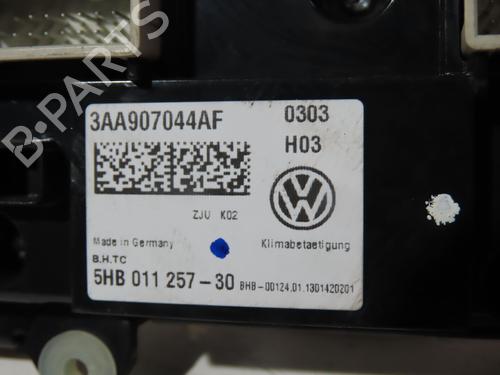 B-PARTS
3AA907044AF 0303
H03
ZJU K02
Made in Germany Klimabetaetigung
B.H.TC
5HB 011 257-30 BHB-00124.01.1301420201